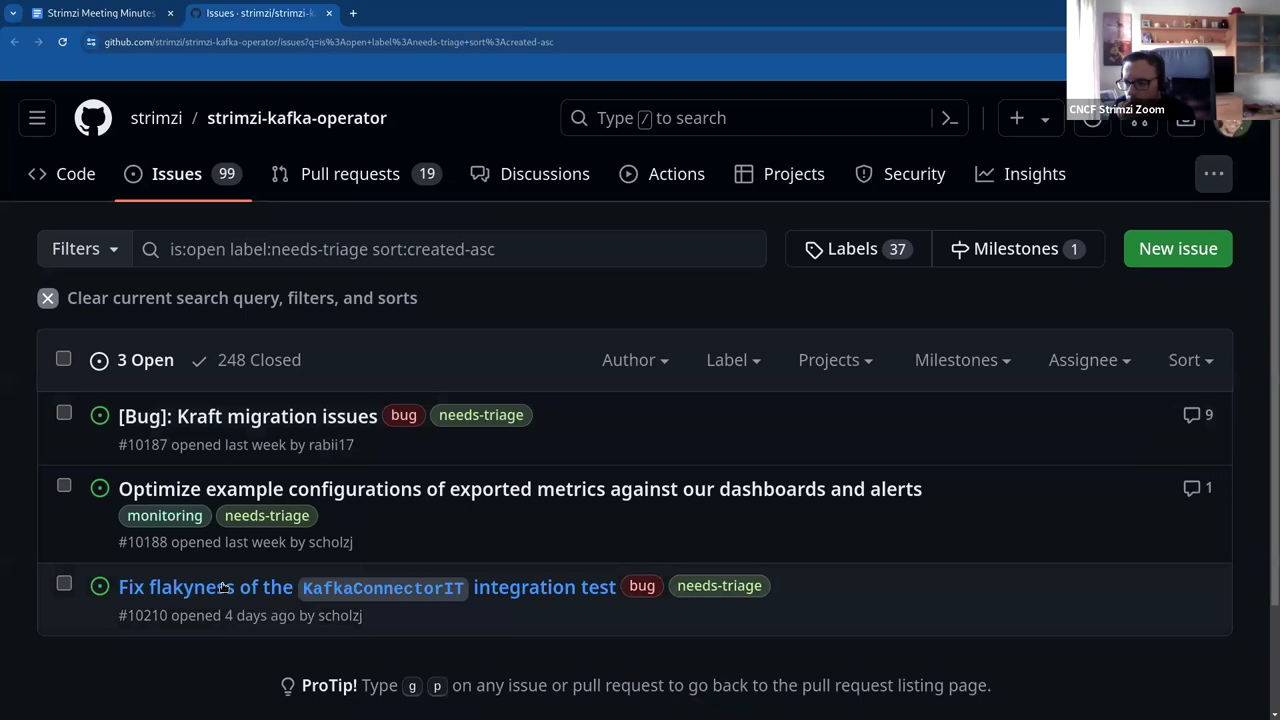 Strimzi Meeting Minutes
Issues · strimzi/strimzi-k
github.com/strimzi/strimzi-kafka-operator/issues?q=is%3Aopen+label%3Aneeds-triage+sort%3Acreated-asc
CNCF Strimzi Zoom
strimzi / strimzi-kafka-operator
Type / to search
Code
Issues 99
Pull requests 19
Discussions
Actions
Projects
Security
Insights
Filters
is:open label:needs-triage sort:created-asc
Labels 37
Milestones 1
New issue
Clear current search query, filters, and sorts
3 Open
248 Closed
Author
Label
Projects
Milestones
Assignee
Sort
[Bug]: Kraft migration issues bug needs-triage
9
#10187 opened last week by rabii17
Optimize example configurations of exported metrics against our dashboards and alerts
1
monitoring needs-triage
#10188 opened last week by scholzj
Fix flakyness of the KafkaConnectorIT integration test bug needs-triage
#10210 opened 4 days ago by scholzj
ProTip! Type g p on any issue or pull request to go back to the pull request listing page.